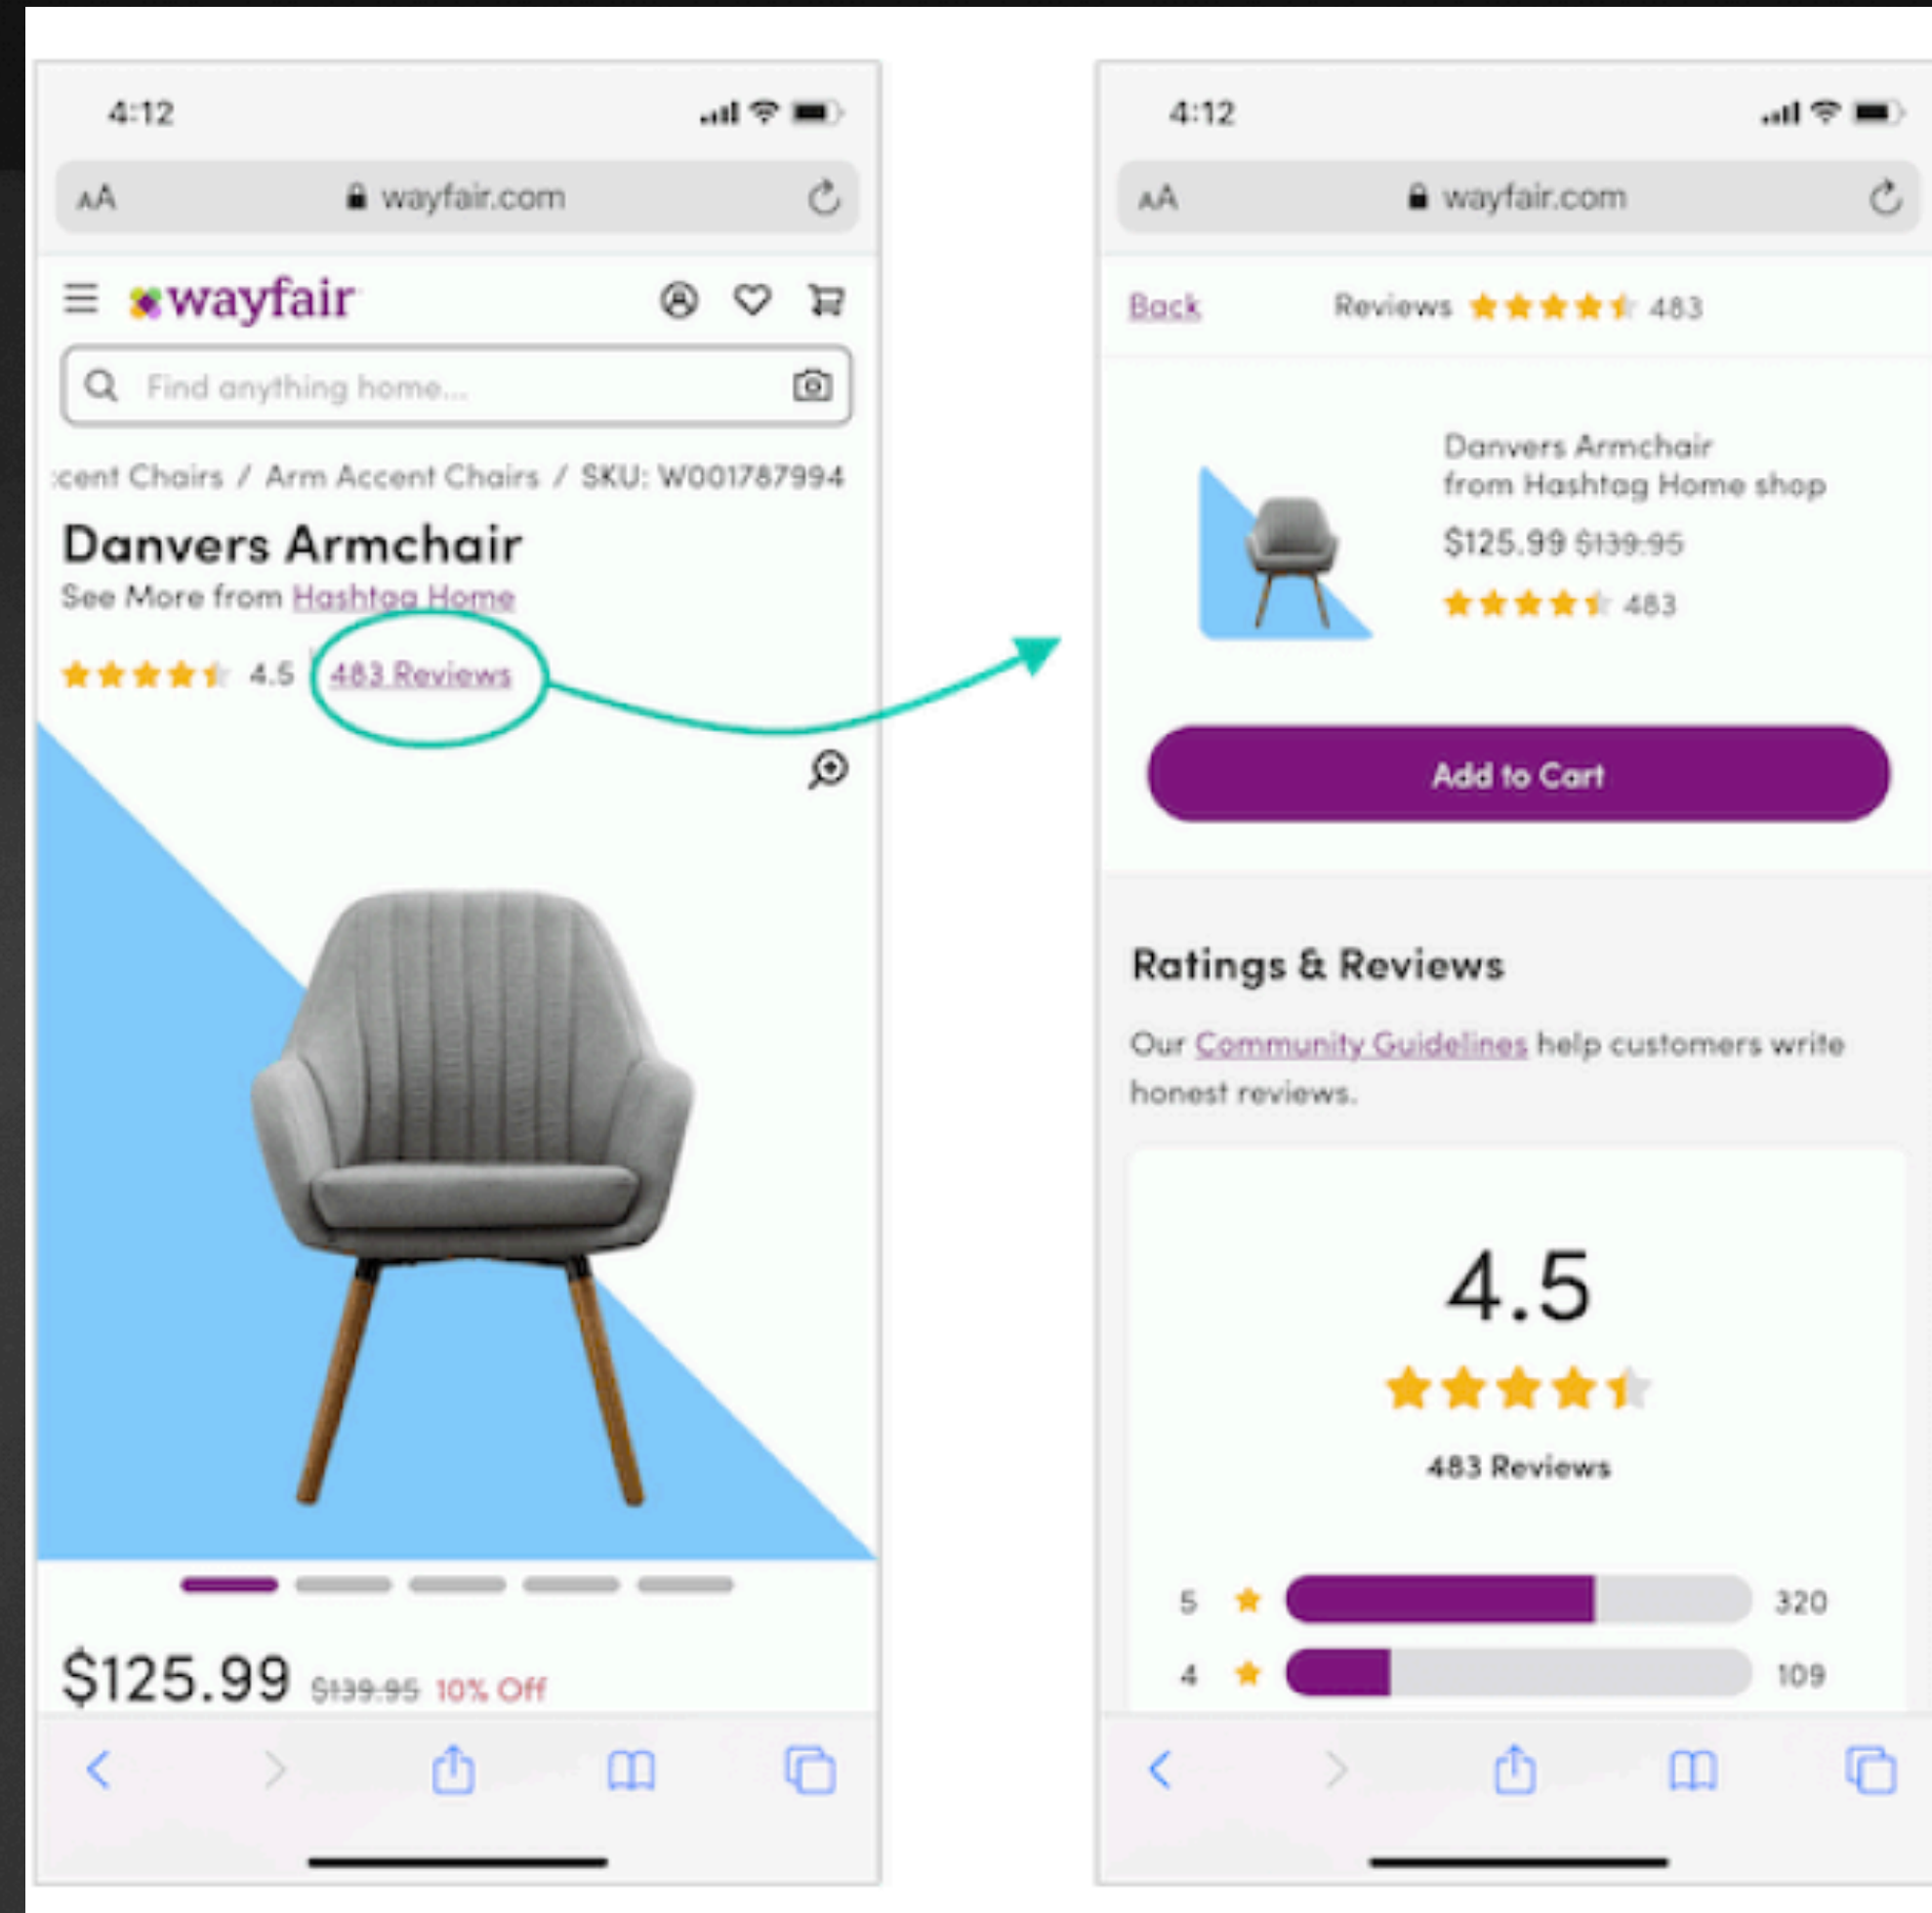 4:12
AA wayfair.com
wayfair
Find anything home...
cent Chairs / Arm Accent Chairs / SKU: W001787994
Danvers Armchair
See More from Hashtag Home
4.5 483 Reviews
$125.99 $139.95 10% Off
4:12
AA wayfair.com
Back Reviews 483
Danvers Armchair
from Hashtag Home shop
$125.99 $139.95
483
Add to Cart
Ratings & Reviews
Our Community Guidelines help customers write
honest reviews.
4.5
483 Reviews
5 320
4 109